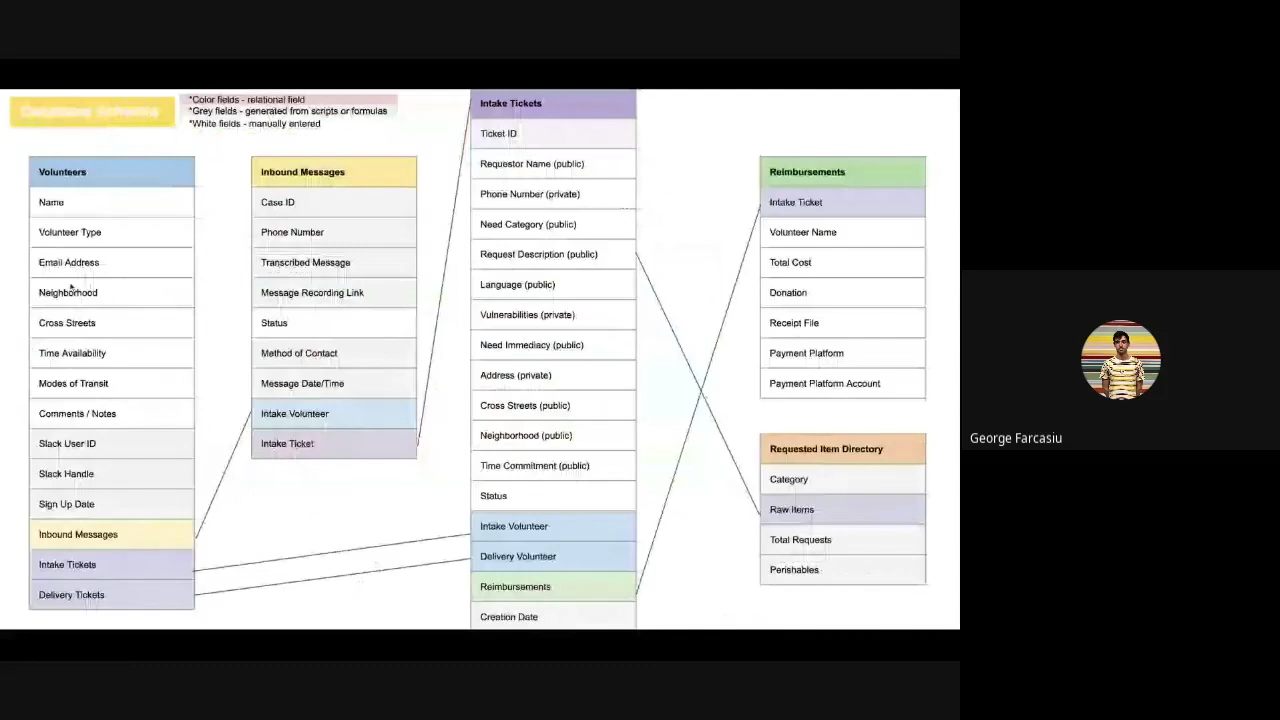 *Color fields - relational field
*Grey fields - generated from scripts or formulas
*White fields - manually entered
Volunteers
Name
Volunteer Type
Email Address
Neighborhood
Cross Streets
Time Availability
Modes of Transit
Comments / Notes
Slack User ID
Slack Handle
Sign Up Date
Inbound Messages
Intake Tickets
Delivery Tickets
Inbound Messages
Case ID
Phone Number
Transcribed Message
Message Recording Link
Status
Method of Contact
Message Date/Time
Intake Volunteer
Intake Ticket
Intake Tickets
Ticket ID
Requestor Name (public)
Phone Number (private)
Need Category (public)
Request Description (public)
Language (public)
Vulnerabilities (private)
Need Immediacy (public)
Address (private)
Cross Streets (public)
Neighborhood (public)
Time Commitment (public)
Status
Intake Volunteer
Delivery Volunteer
Reimbursements
Creation Date
Reimbursements
Intake Ticket
Volunteer Name
Total Cost
Donation
Receipt File
Payment Platform
Payment Platform Account
Requested Item Directory
Category
Raw Items
Total Requests
Perishables
George Farcasiu